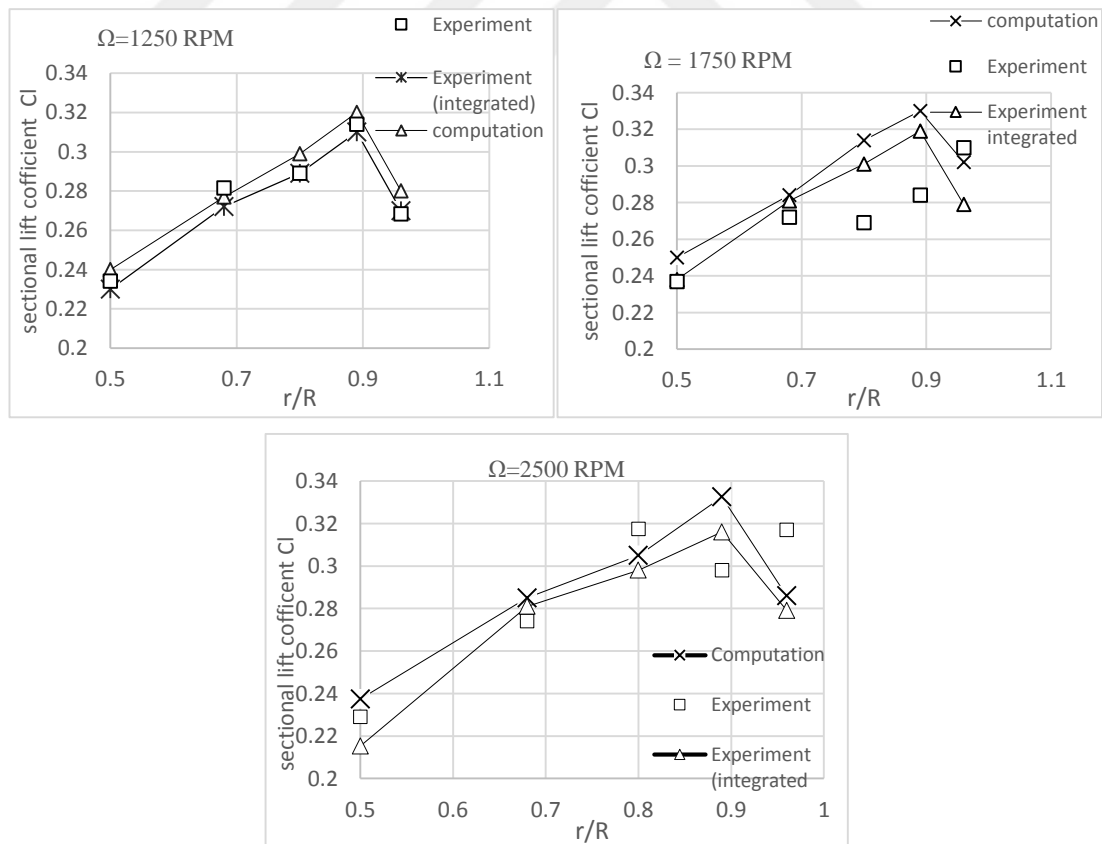 Ω=1250 RPM
Experiment
Experiment
(integrated)
computation
sectional lift cofficient Cl
0.34
0.32
0.3
0.28
0.26
0.24
0.22
0.2
0.5
0.7
0.9
1.1
r/R
Ω = 1750 RPM
computation
Experiment
Experiment
integrated
sectional lift cofficient Cl
0.34
0.32
0.3
0.28
0.26
0.24
0.22
0.2
0.5
0.7
0.9
1.1
r/R
Ω=2500 RPM
sectional lift cofficent Cl
0.34
0.32
0.3
0.28
0.26
0.24
0.22
0.2
Computation
Experiment
Experiment
(integrated
0.5
0.6
0.7
0.8
0.9
1
r/R